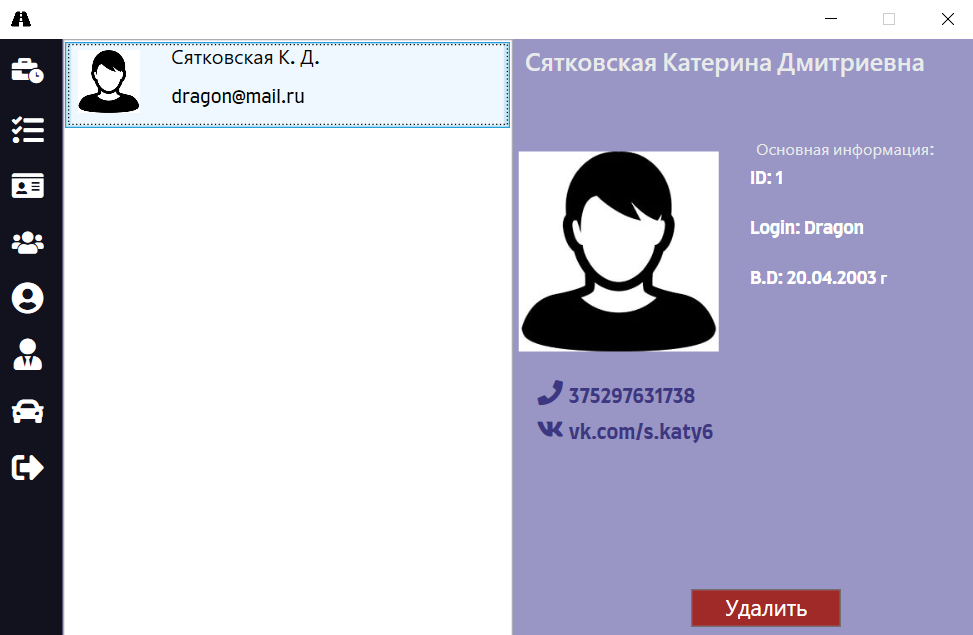 Сятковская К. Д.
dragon@mail.ru
Сятковская Катерина Дмитриевна
Основная информация:
ID: 1
Login: Dragon
B.D: 20.04.2003 г
375297631738
vk.com/s.katy6
Удалить